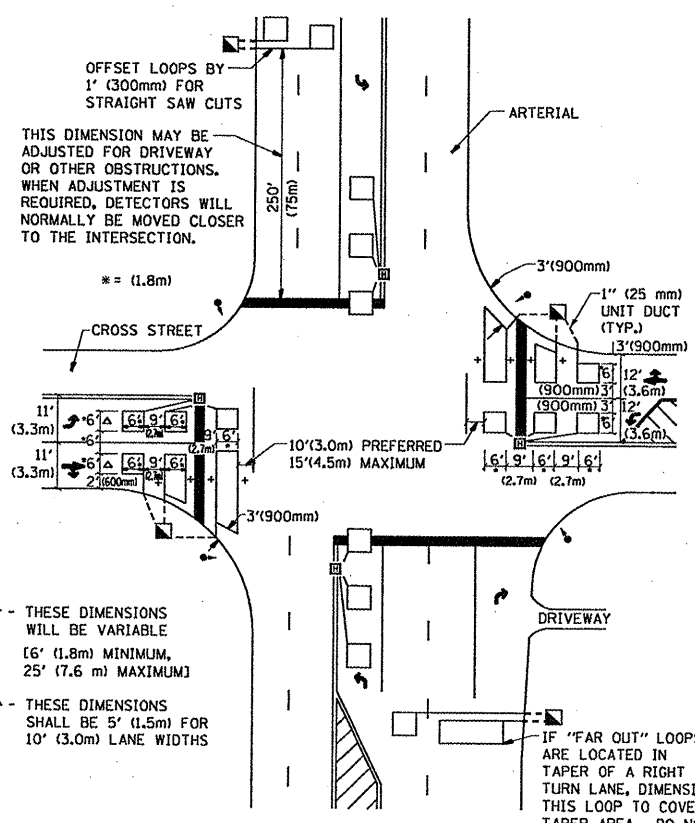 OFFSET LOOPS BY
1' (300mm) FOR
STRAIGHT SAW CUTS
ARTERIAL
THIS DIMENSION MAY BE
ADJUSTED FOR DRIVEWAY
OR OTHER OBSTRUCTIONS.
WHEN ADJUSTMENT IS
REQUIRED, DETECTORS WILL
NORMALLY BE MOVED CLOSER
TO THE INTERSECTION.
250'
(75m)
* = (1.8m)
H
3'(900mm)
1" (25 mm)
UNIT DUCT
(TYP.)
CROSS STREET
3'(900mm)
*6'
12'
(3.6m)
(900mm) 3'
(900mm) 3'
12'
*6'
(3.6m)
H
6' 9' 6' 9' 6'
* * *
(2.7m) (2.7m)
H
11'
(3.3m)
*6'
6' 9' 6'
(2.7m)
*6'
9' 6'
(2.7m) *
11'
(3.3m)
*6'
6' 9' 6'
(2.7m)
2' (600mm)
10'(3.0m) PREFERRED
15'(4.5m) MAXIMUM
3'(900mm)
H
DRIVEWAY
- THESE DIMENSIONS
WILL BE VARIABLE
[6' (1.8m) MINIMUM,
25' (7.6 m) MAXIMUM]
- THESE DIMENSIONS
SHALL BE 5' (1.5m) FOR
10' (3.0m) LANE WIDTHS
IF "FAR OUT" LOOPS
ARE LOCATED IN
TAPER OF A RIGHT
TURN LANE, DIMENSI
THIS LOOP TO COVE
TAPER AREA. DO N